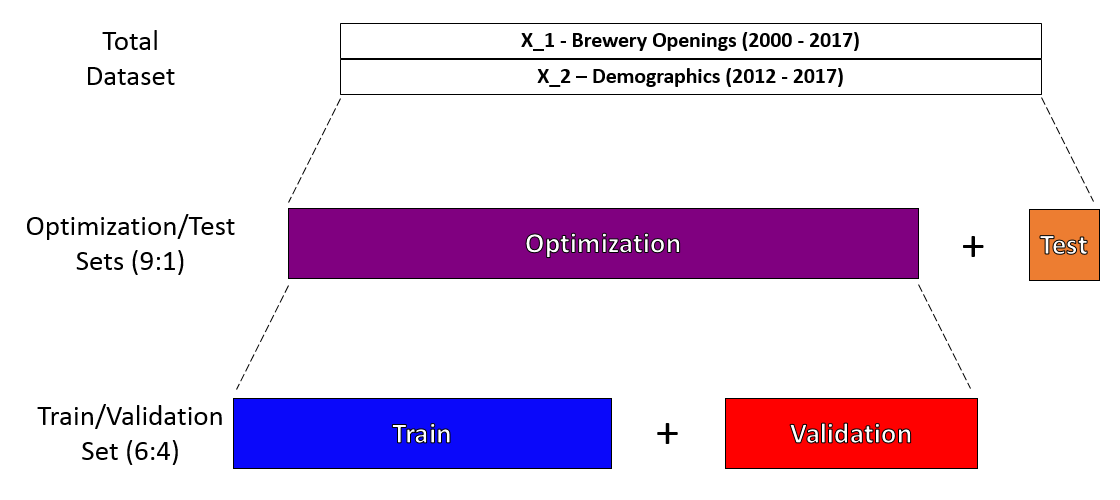 Total
Dataset
X_1 - Brewery Openings (2000 - 2017)
X_2 – Demographics (2012 - 2017)
Optimization/Test
Sets (9:1)
Optimization
+
Test
Train/Validation
Set (6:4)
Train
+
Validation